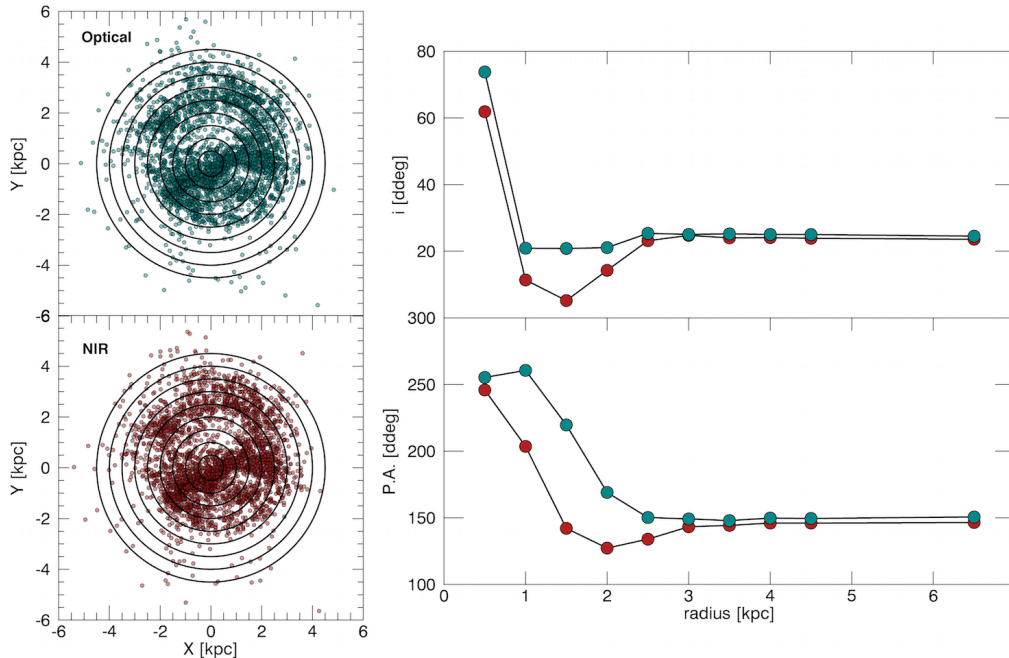 Optical
6
4
2
0
-2
-4
-6
Y [kpc]
NIR
4
2
0
-2
-4
-6
Y [kpc]
-6 -4 -2 0 2 4 6
X [kpc]
80
60
40
20
i [ddeg]
300
250
200
150
100
P.A. [ddeg]
0 1 2 3 4 5 6
radius [kpc]